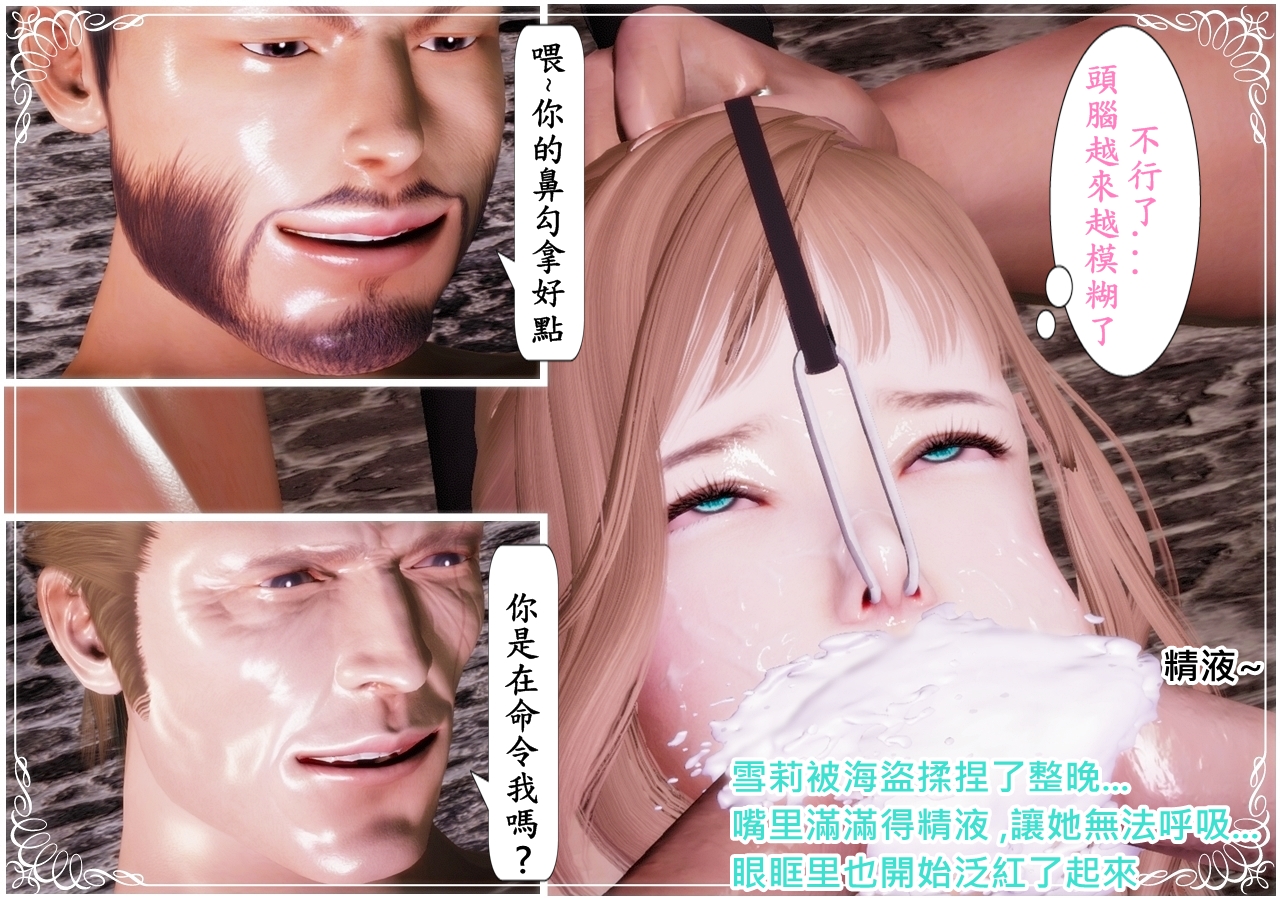 喂~你的鼻勾拿好點
不行了...
頭腦越來越模糊了
你是在命令我嗎?
精液~
雪莉被海盜揉捏了整晚...
嘴里滿滿得精液,讓她無法呼吸...
眼眶里也開始泛紅了起來